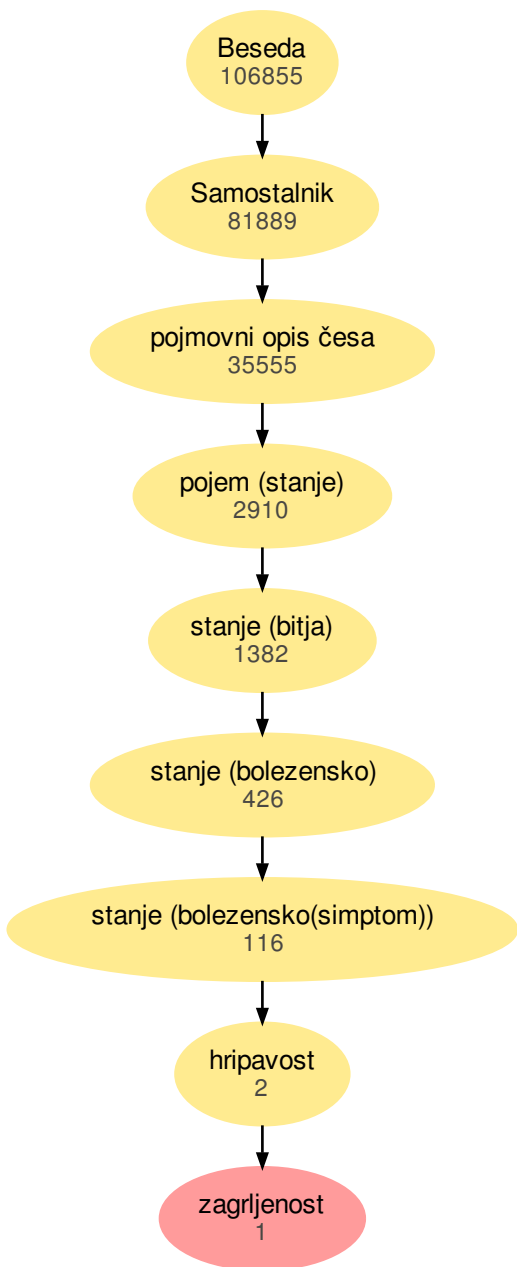 Beseda
106855
Samostalnik
81889
pojmovni opis česa
35555
pojem (stanje)
2910
stanje (bitja)
1382
stanje (bolezensko)
426
stanje (bolezensko(simptom))
116
hripavost
2
zagrljenost
1